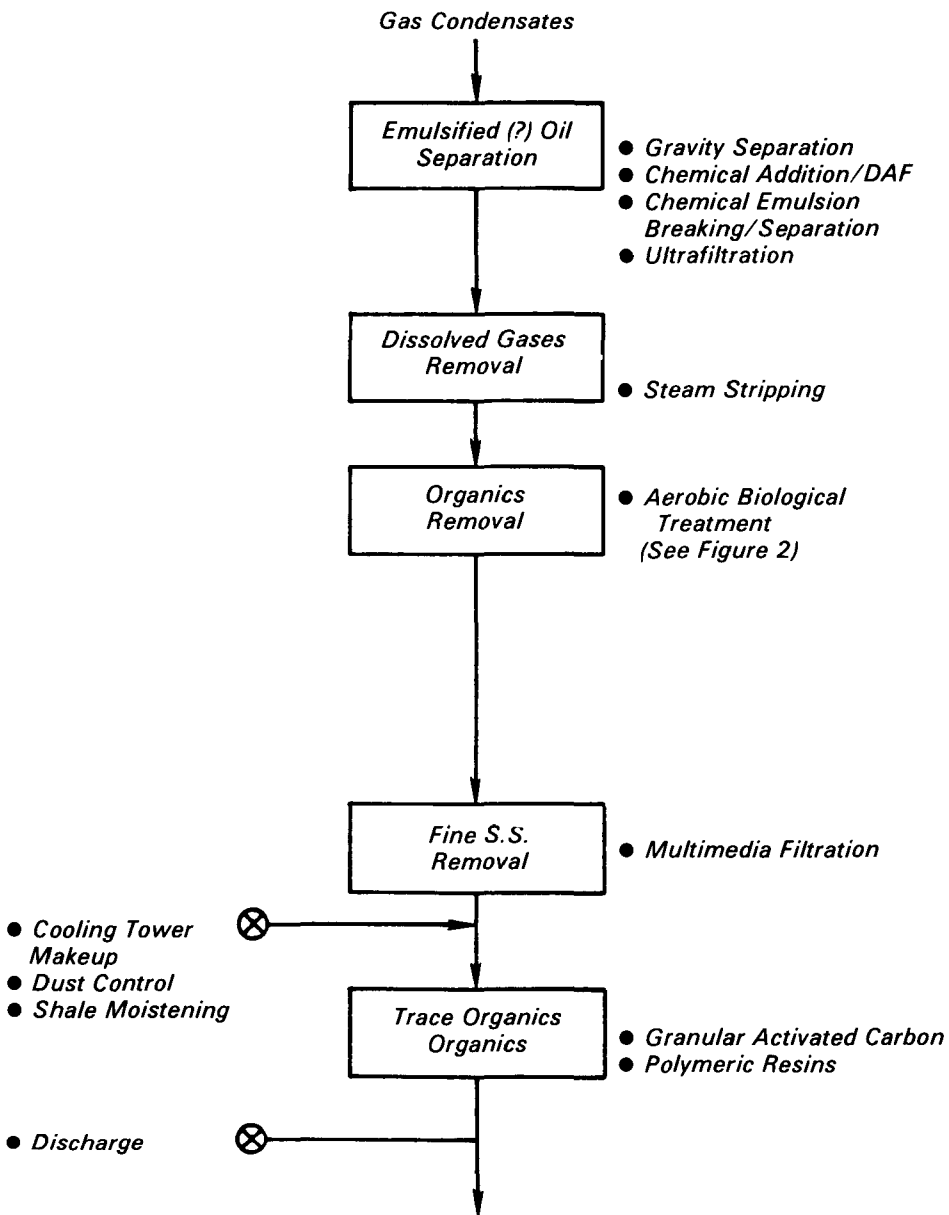 Gas Condensates
Emulsified (?) Oil
Separation
● Gravity Separation
● Chemical Addition/DAF
● Chemical Emulsion
Breaking/Separation
● Ultrafiltration
Dissolved Gases
Removal
● Steam Stripping
Organics
Removal
● Aerobic Biological
Treatment
(See Figure 2)
Fine S.S.
Removal
● Multimedia Filtration
● Cooling Tower
Makeup
● Dust Control
● Shale Moistening
Trace Organics
Organics
● Granular Activated Carbon
● Polymeric Resins
● Discharge